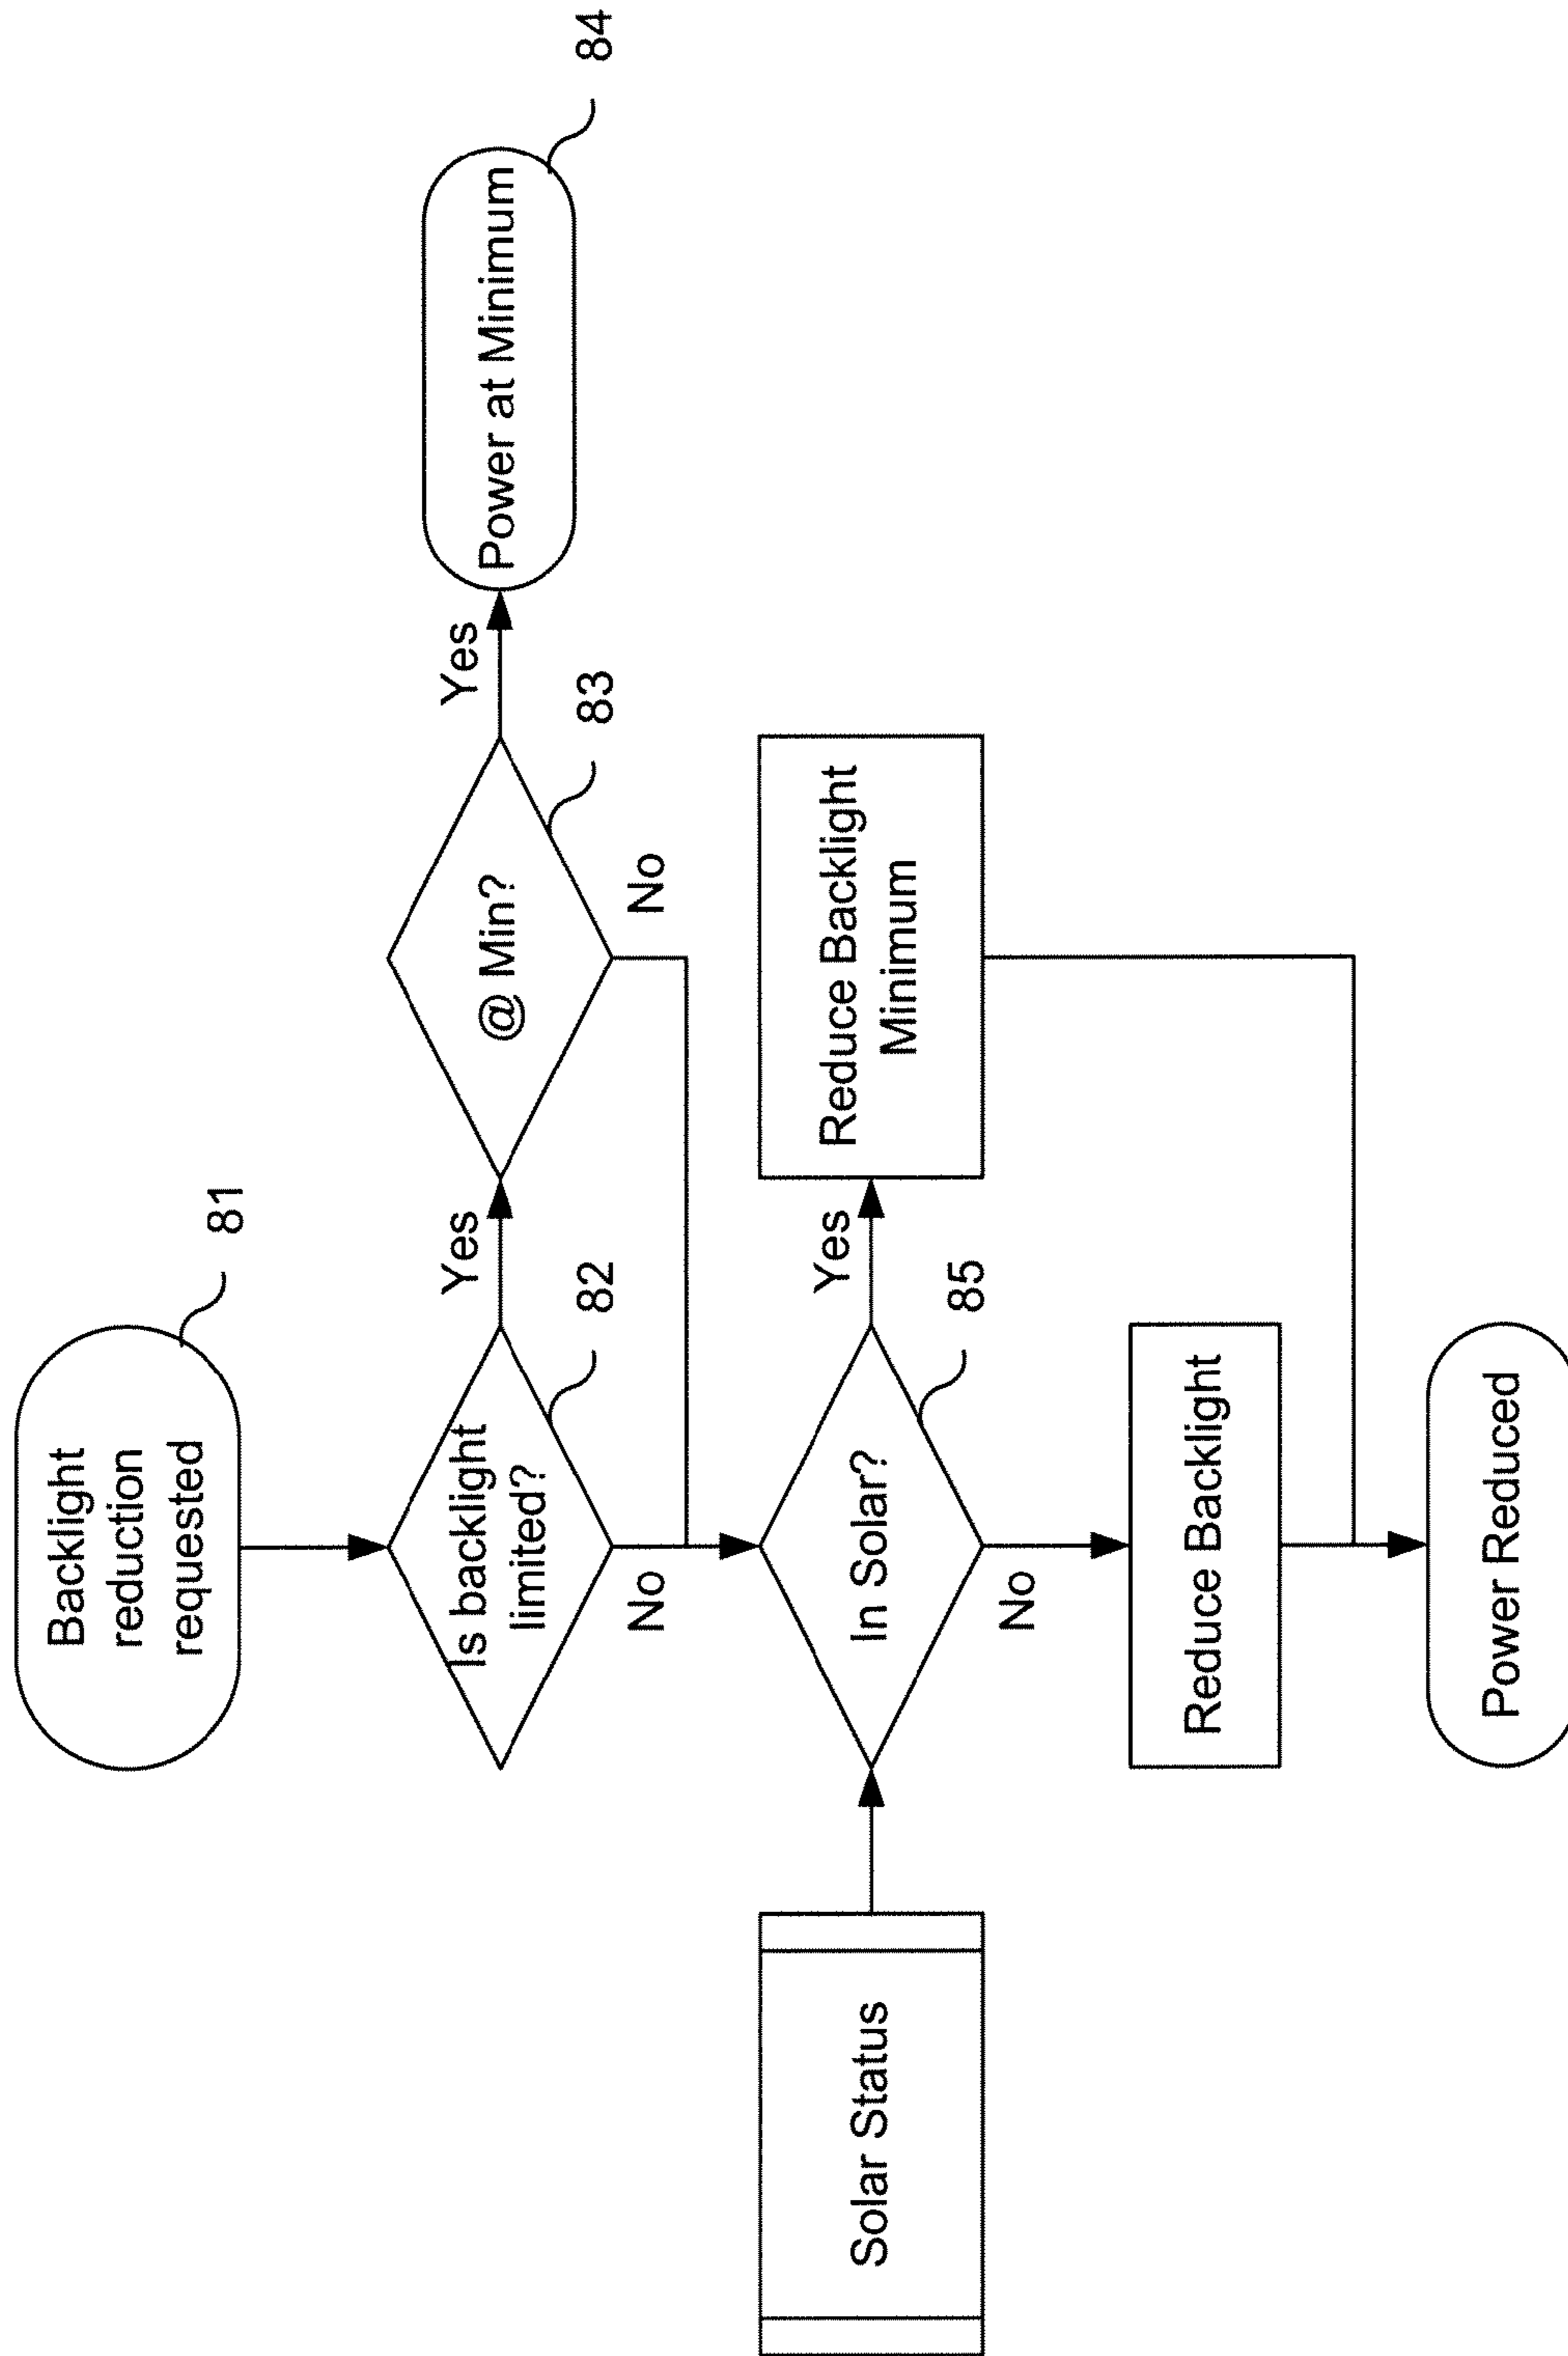 Backlight
reduction
requested
81
Is backlight
limited?
82
Yes
No
@ Min?
83
Yes
No
Power at Minimum
84
Solar Status
In Solar?
85
Yes
No
Reduce Backlight
Minimum
Reduce Backlight
Power Reduced